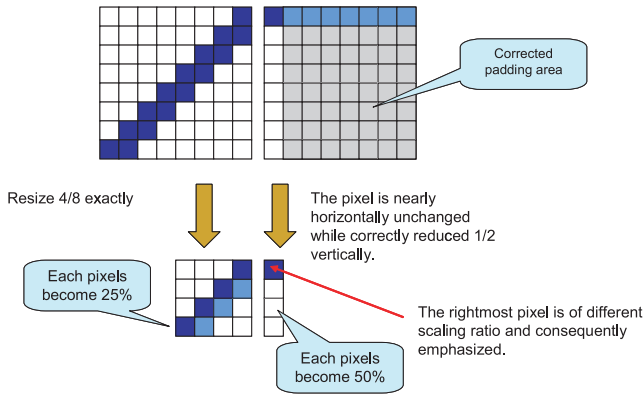 Corrected
padding area
Resize 4/8 exactly
The pixel is nearly
horizontally unchanged
while correctly reduced 1/2
vertically.
Each pixels
become 25%
The rightmost pixel is of different
scaling ratio and consequently
emphasized.
Each pixels
become 50%